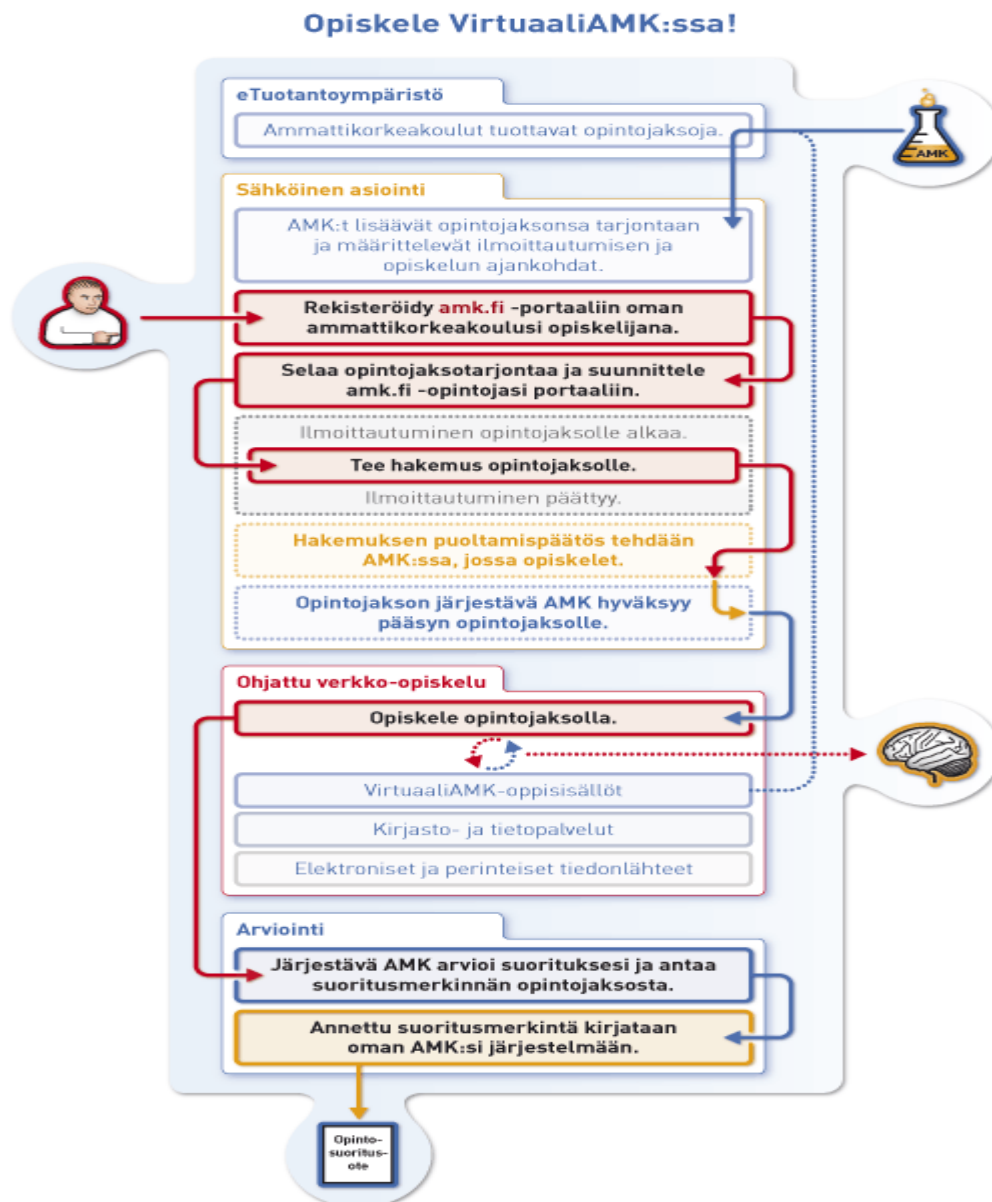 Opiskele VirtuaaliAMK:ssa!
eTuotantoympäristö
Ammattikorkeakoulut tuottavat opintojaksoja.
AMK
Sähköinen asiointi
AMK:t lisäävät opintojaksonsa tarjontaan
ja määrittelevät ilmoittautumisen ja
opiskelun ajankohdat.
Rekisteröidy amk.fi -portaaliin oman
ammattikorkeakoulusi opiskelijana.
Selaa opintojaksotarjontaa ja suunnittele
amk.fi -opintojasi portaaliin.
Ilmoittautuminen opintojaksolle alkaa.
Tee hakemus opintojaksolle.
Ilmoittautuminen päättyy.
Hakemuksen puoltamispäätös tehdään
AMK:ssa, jossa opiskelet.
Opintojakson järjestävä AMK hyväksyy
pääsyn opintojaksolle.
Ohjattu verkko-opiskelu
Opiskele opintojaksolla.
VirtuaaliAMK-oppisisällöt
Kirjasto- ja tietopalvelut
Elektroniset ja perinteiset tiedonlähteet
Arviointi
Järjestävä AMK arvioi suorituksesi ja antaa
suoritusmerkinnän opintojaksosta.
Annettu suoritusmerkintä kirjataan
oman AMK:si järjestelmään.
Opinto-
suoritus-
ote